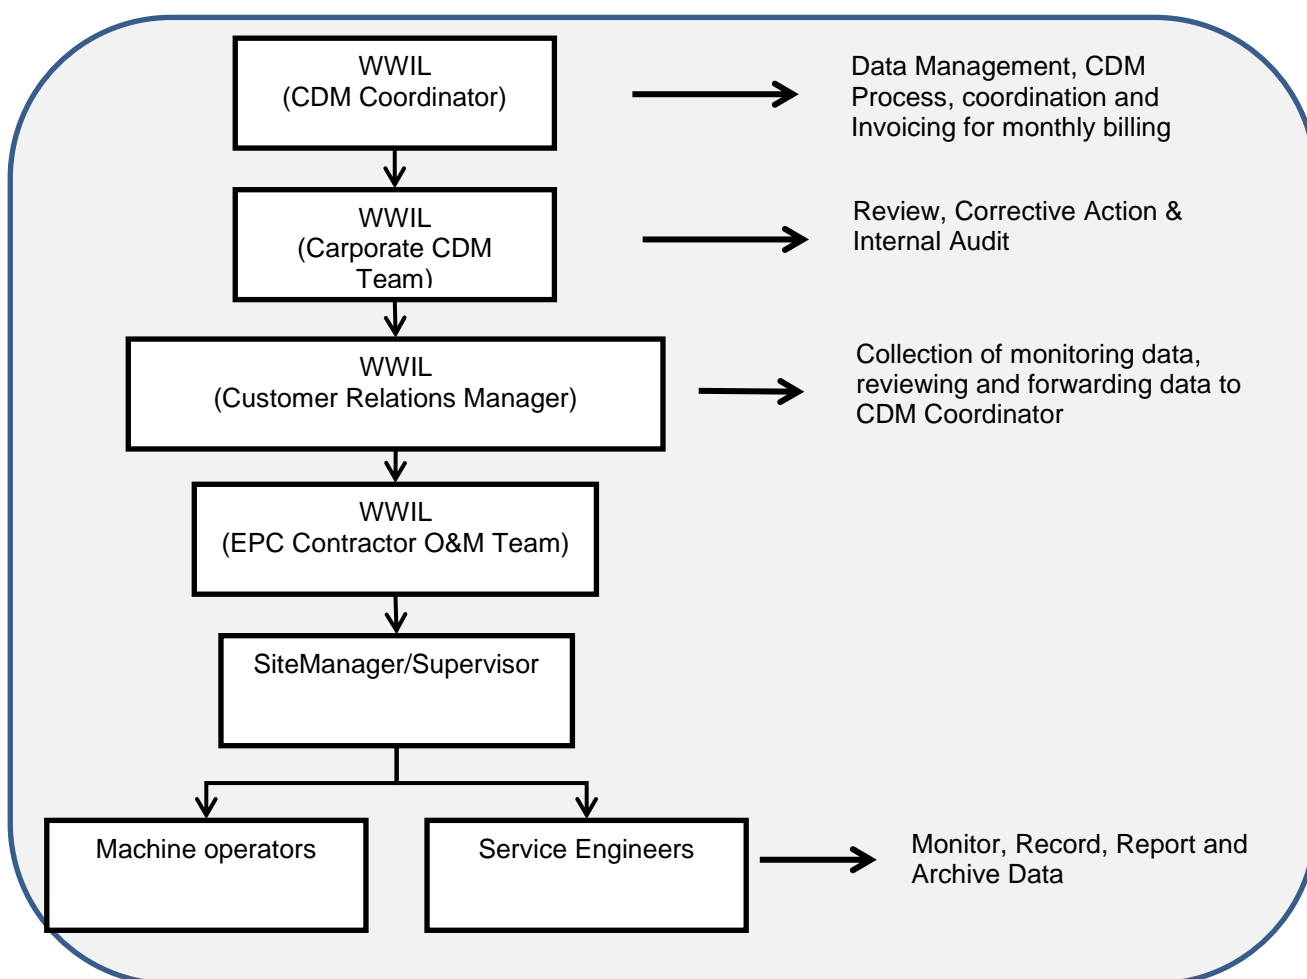 WWIL
(CDM Coordinator)
Data Management, CDM
Process, coordination and
Invoicing for monthly billing
WWIL
(Carporate CDM
Team)
Review, Corrective Action &
Internal Audit
WWIL
(Customer Relations Manager)
Collection of monitoring data,
reviewing and forwarding data to
CDM Coordinator
WWIL
(EPC Contractor O&M Team)
SiteManager/Supervisor
Machine operators
Service Engineers
Monitor, Record, Report and
Archive Data